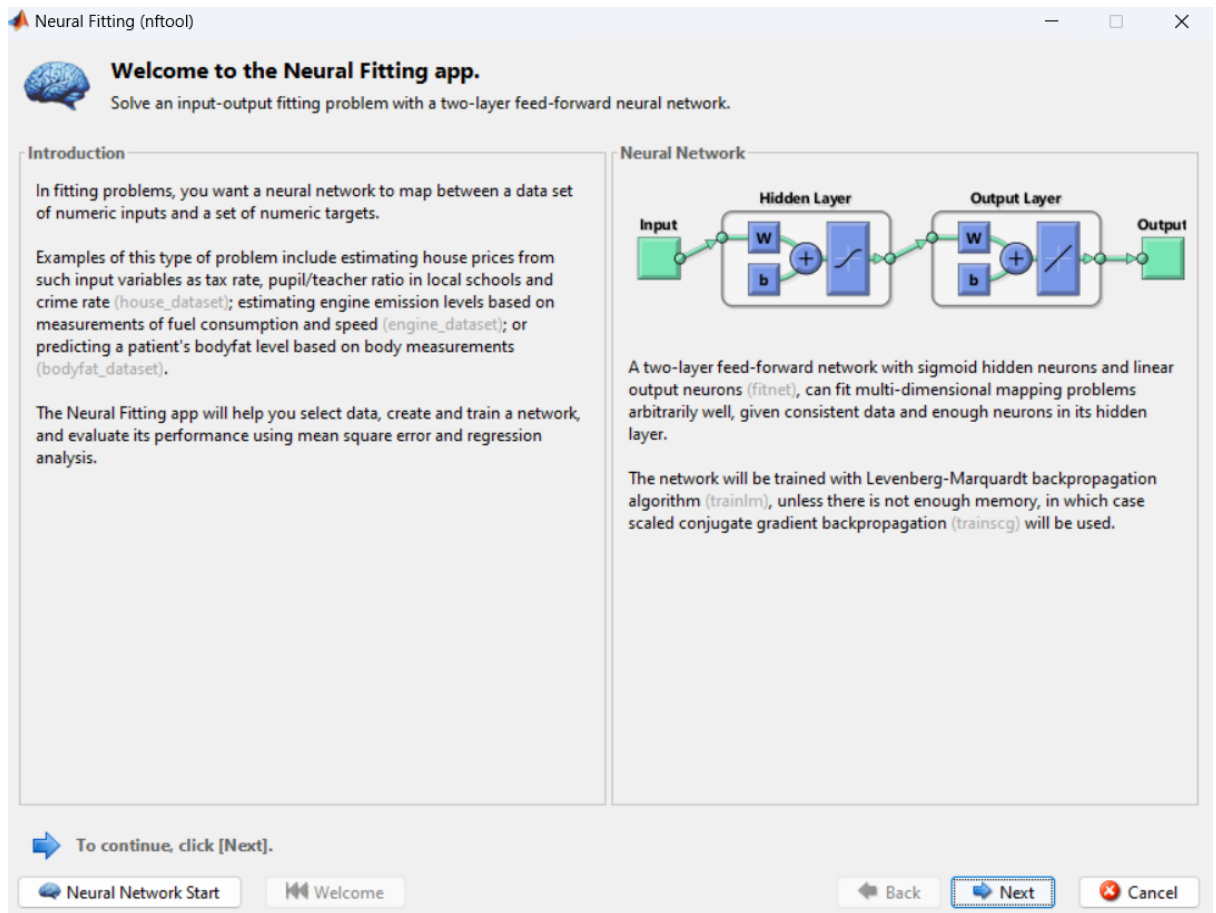 Neural Fitting (nftool)
Welcome to the Neural Fitting app.
Solve an input-output fitting problem with a two-layer feed-forward neural network.
Introduction
In fitting problems, you want a neural network to map between a data set
of numeric inputs and a set of numeric targets.
Examples of this type of problem include estimating house prices from
such input variables as tax rate, pupil/teacher ratio in local schools and
crime rate (house_dataset); estimating engine emission levels based on
measurements of fuel consumption and speed (engine_dataset); or
predicting a patient's bodyfat level based on body measurements
(bodyfat_dataset).
The Neural Fitting app will help you select data, create and train a network,
and evaluate its performance using mean square error and regression
analysis.
Neural Network
Hidden Layer
Output Layer
Input
Output
W
b
W
b
A two-layer feed-forward network with sigmoid hidden neurons and linear
output neurons (fitnet), can fit multi-dimensional mapping problems
arbitrarily well, given consistent data and enough neurons in its hidden
layer.
The network will be trained with Levenberg-Marquardt backpropagation
algorithm (trainlm), unless there is not enough memory, in which case
scaled conjugate gradient backpropagation (trainscg) will be used.
To continue, click [Next].
Neural Network Start
Welcome
Back
Next
Cancel